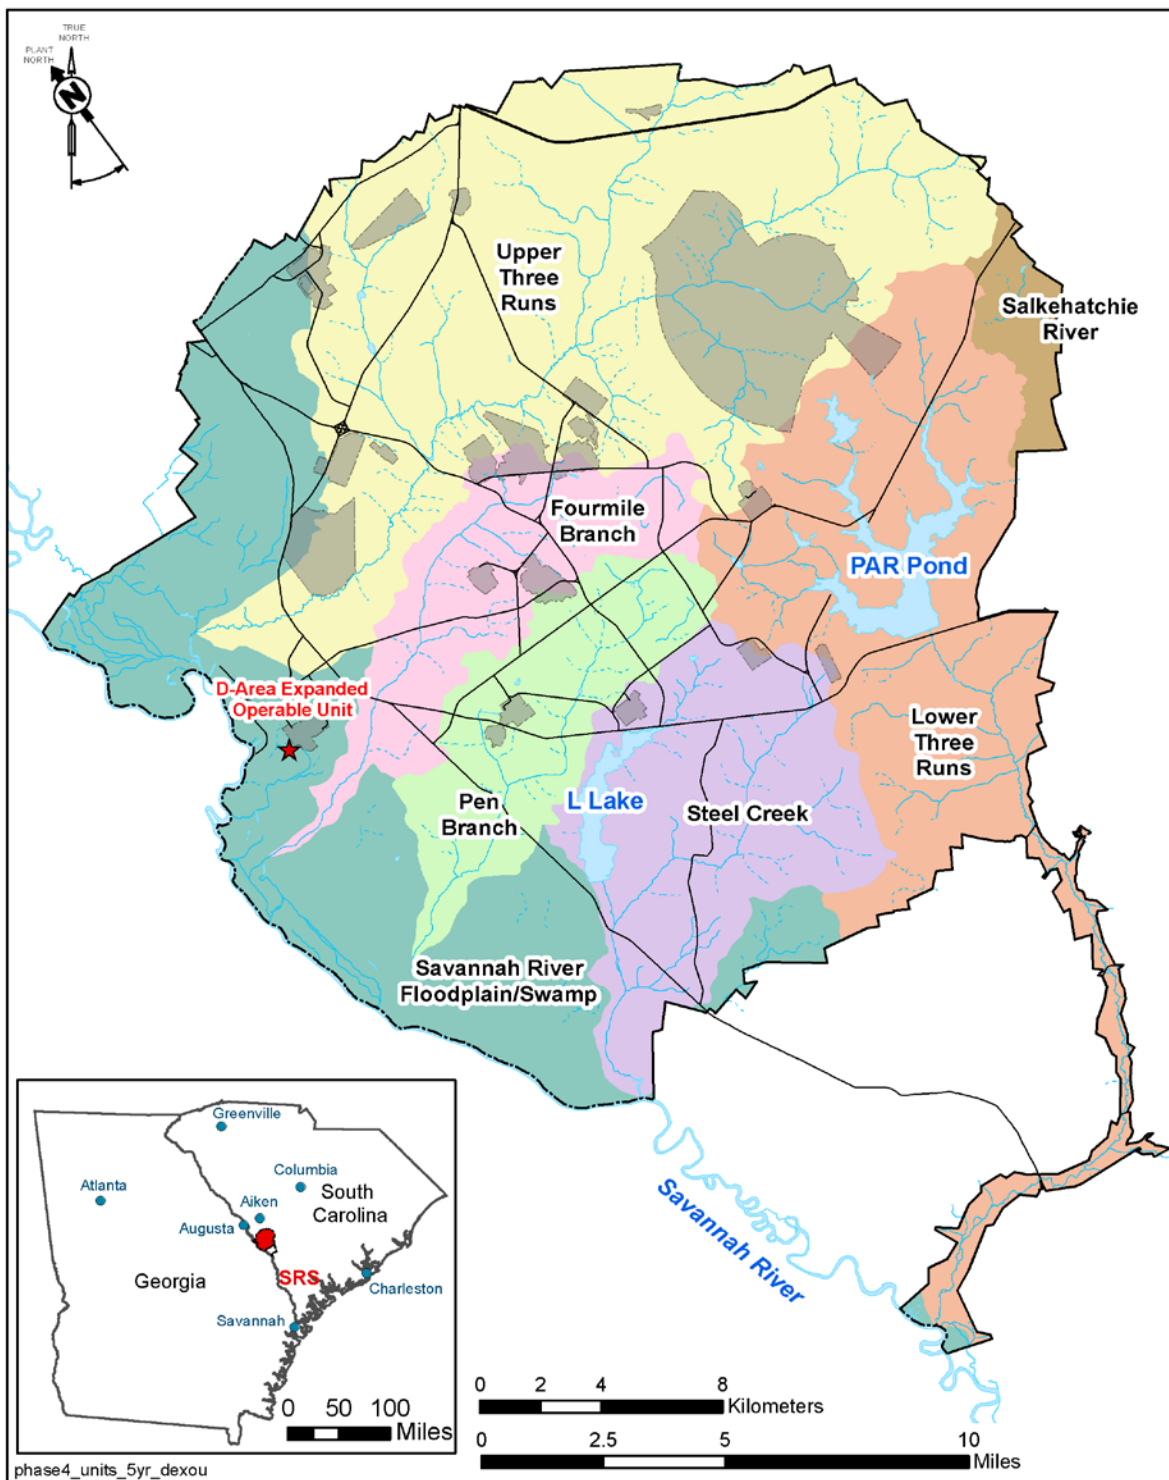 TRUE
NORTH
PLANT
NORTH
N
Upper
Three
Runs
Salkehatchie
River
Fourmile
Branch
PAR Pond
D-Area Expanded
Operable Unit
Lower
Three
Runs
Pen
Branch
L Lake
Steel Creek
Savannah River
Floodplain/Swamp
Savannah River
Greenville
Columbia
Atlanta
Aiken
South
Carolina
Augusta
Georgia
SRS
Charleston
Savannah
0 50 100
Miles
0 2 4 8
Kilometers
0 2.5 5 10
Miles
phase4_units_5yr_dexou